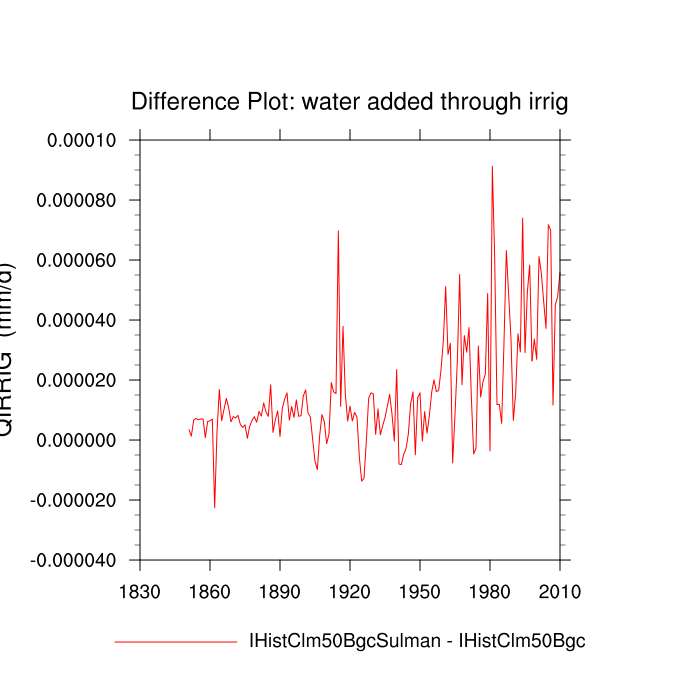 Difference Plot: water added through irrig
0.00010
0.000080
0.000060
0.000040
0.000020
0.000000
-0.000020
-0.000040
QIRRIG (mm/d)
1830 1860 1890 1920 1950 1980 2010
IHistClm50BgcSulman - IHistClm50Bgc